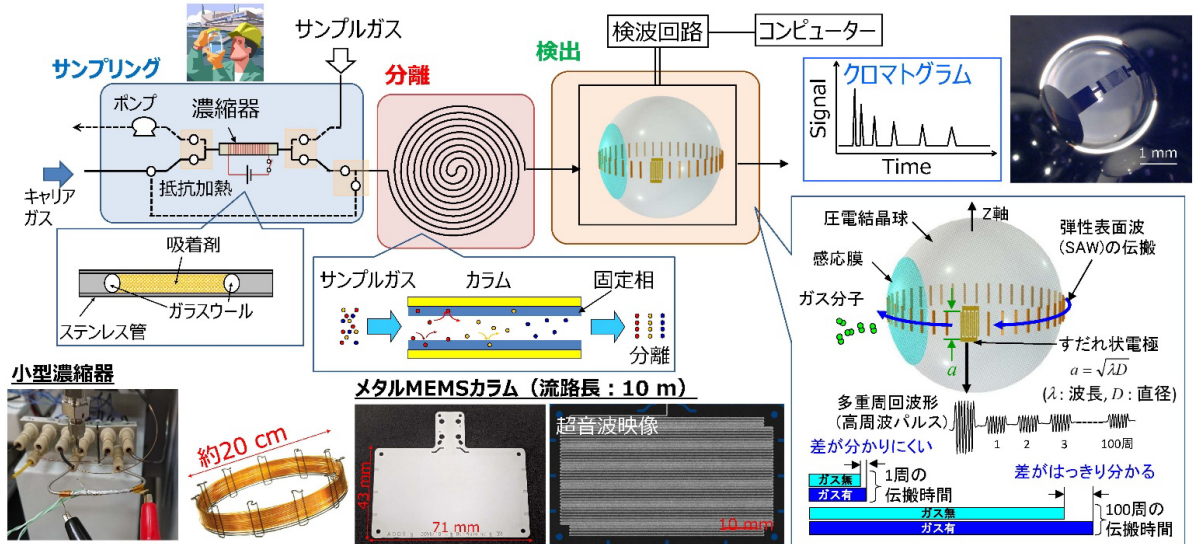 サンプリング
サンプルガス
ポンプ
濃縮器
抵抗加熱
キャリア
ガス
吸着剤
ガラスウール
ステンレス管
分離
サンプルガス
カラム
固定相
分離
検出
検波回路
コンピューター
クロマトグラム
Signal
Time
1 mm
圧電結晶球
Z軸
弾性表面波
(SAW)の伝搬
感応膜
ガス分子
a
すだれ状電極
a = √λD
(λ:波長, D:直径)
多重周回波形
(高周波パルス)
1 2 3 100周
差が分かりにくい
ガス無
ガス有
1周の
伝搬時間
差がはっきり分かる
ガス無
ガス有
100周の
伝搬時間
小型濃縮器
約20 cm
メタルMEMSカラム(流路長:10 m)
43 mm
71 mm
超音波映像
10 mm